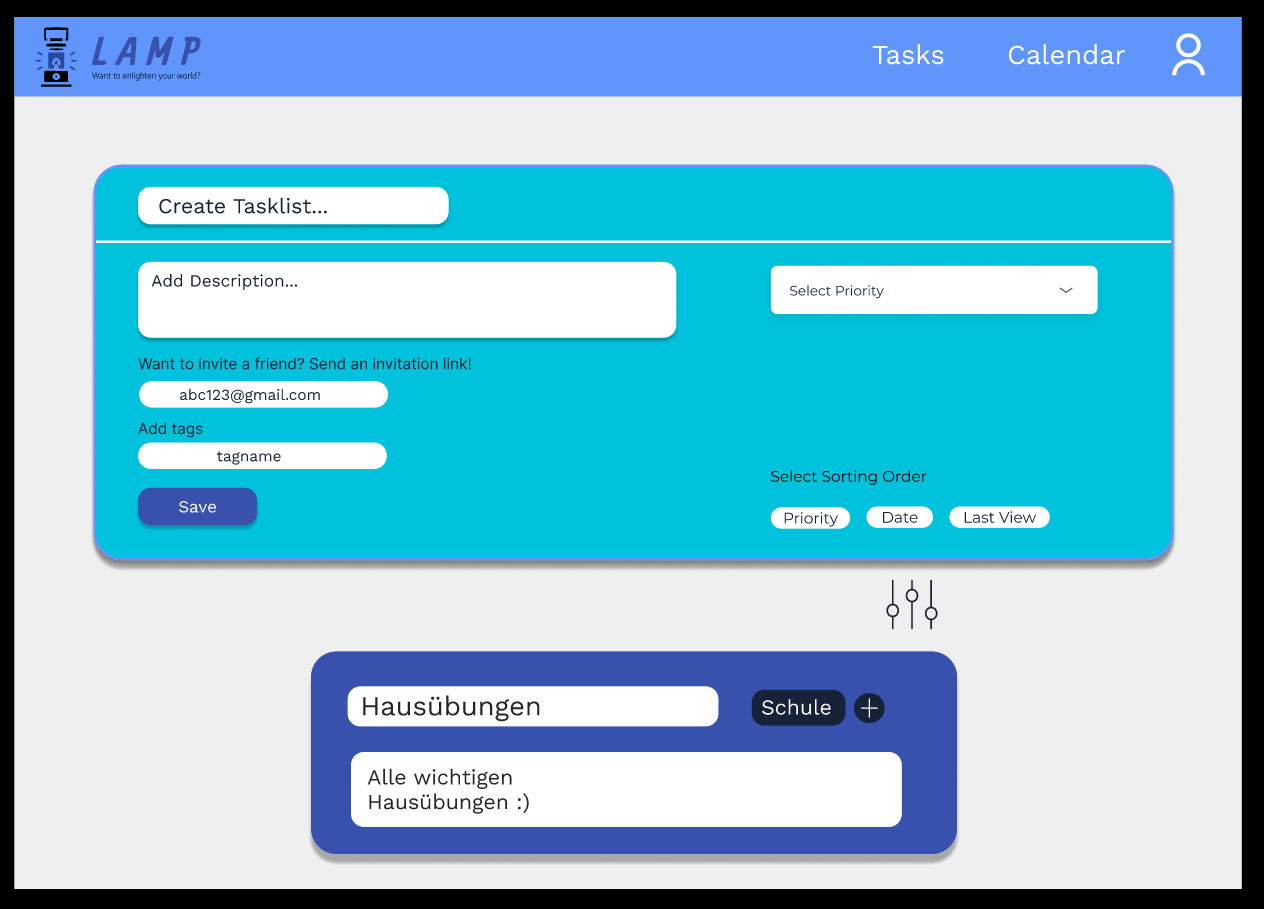 LAMP
Want to enlighten your world?
Tasks
Calendar
Create Tasklist...
Add Description...
Select Priority
Want to invite a friend? Send an invitation link!
abc123@gmail.com
Add tags
tagname
Save
Select Sorting Order
Priority
Date
Last View
Hausübungen
Schule
Alle wichtigen
Hausübungen :)